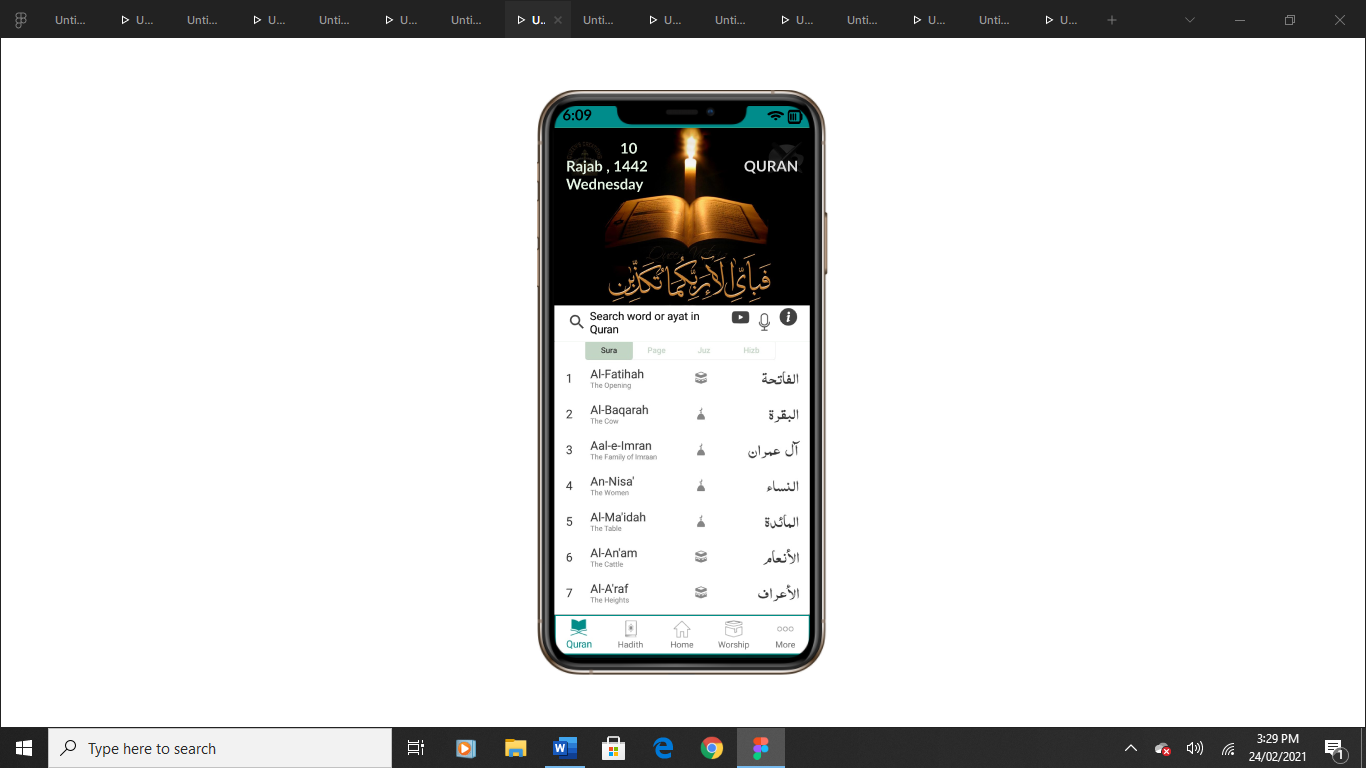 Unti... U... Unti... U... Unti... U... Unti... U.. Unti... U... Unti... U... Unti... U... Unti... U...
6:09
10
Rajab , 1442
Wednesday
QURAN
فَبِأَيِّ آلَاءِ رَبِّكُمَا تُكَذِّبَانِ
Search word or ayat in
Quran
Sura Page Juz Hizb
1 Al-Fatihah الفاتحة
The Opening
2 Al-Baqarah البقرة
The Cow
3 Aal-e-Imran آل عمران
The Family of Imraan
4 An-Nisa' النساء
The Women
5 Al-Ma'idah المائدة
The Table
6 Al-An'am الأنعام
The Cattle
7 Al-A'raf الأعراف
The Heights
Quran Hadith Home Worship More
Type here to search
3:29 PM
24/02/2021
1